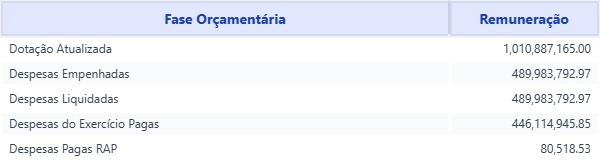 Fase Orçamentária Remuneração
Dotação Atualizada 1,010,887,165.00
Despesas Empenhadas 489,983,792.97
Despesas Liquidadas 489,983,792.97
Despesas do Exercício Pagas 446,114,945.85
Despesas Pagas RAP 80,518.53